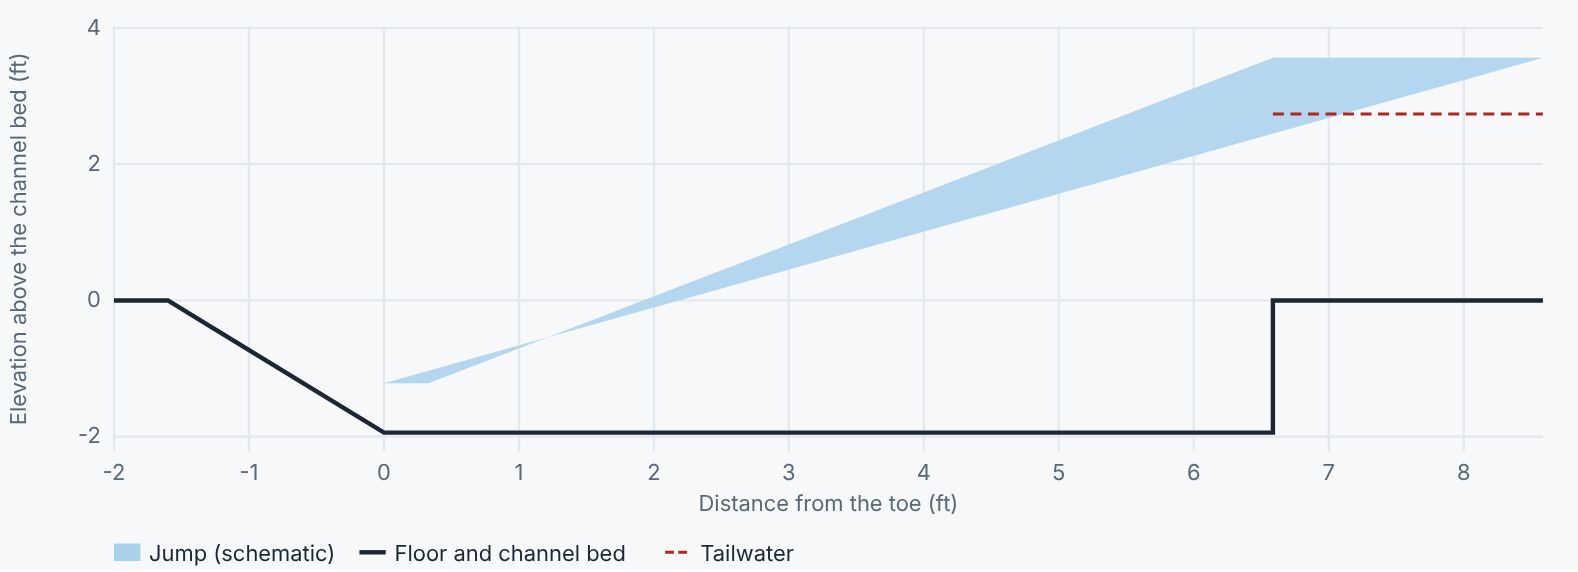 Elevation above the channel bed (ft)
4
2
0
-2
-2 -1 0 1 2 3 4 5 6 7 8
Distance from the toe (ft)
Jump (schematic) Floor and channel bed Tailwater